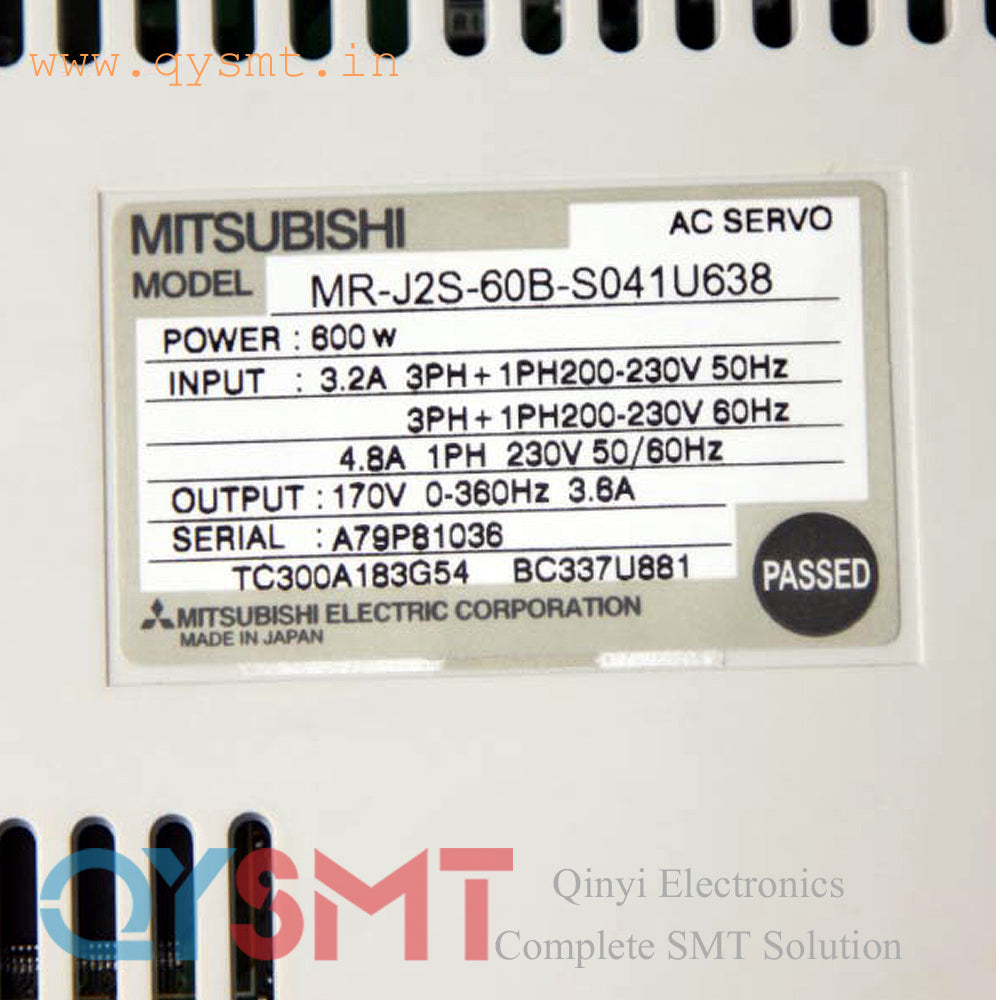 www.qysmt.in
MITSUBISHI
AC SERVO
MODEL MR-J2S-60B-S041U638
POWER : 600 W
INPUT : 3.2A 3PH + 1PH200-230V 50Hz
3PH + 1PH200-230V 60Hz
4.8A 1PH 230V 50/60Hz
OUTPUT : 170V 0-360Hz 3.6A
SERIAL : A79P81036
TC300A183G54 BC337U881
PASSED
MITSUBISHI ELECTRIC CORPORATION
MADE IN JAPAN
QYSMT
Qinyi Electronics
Complete SMT Solution